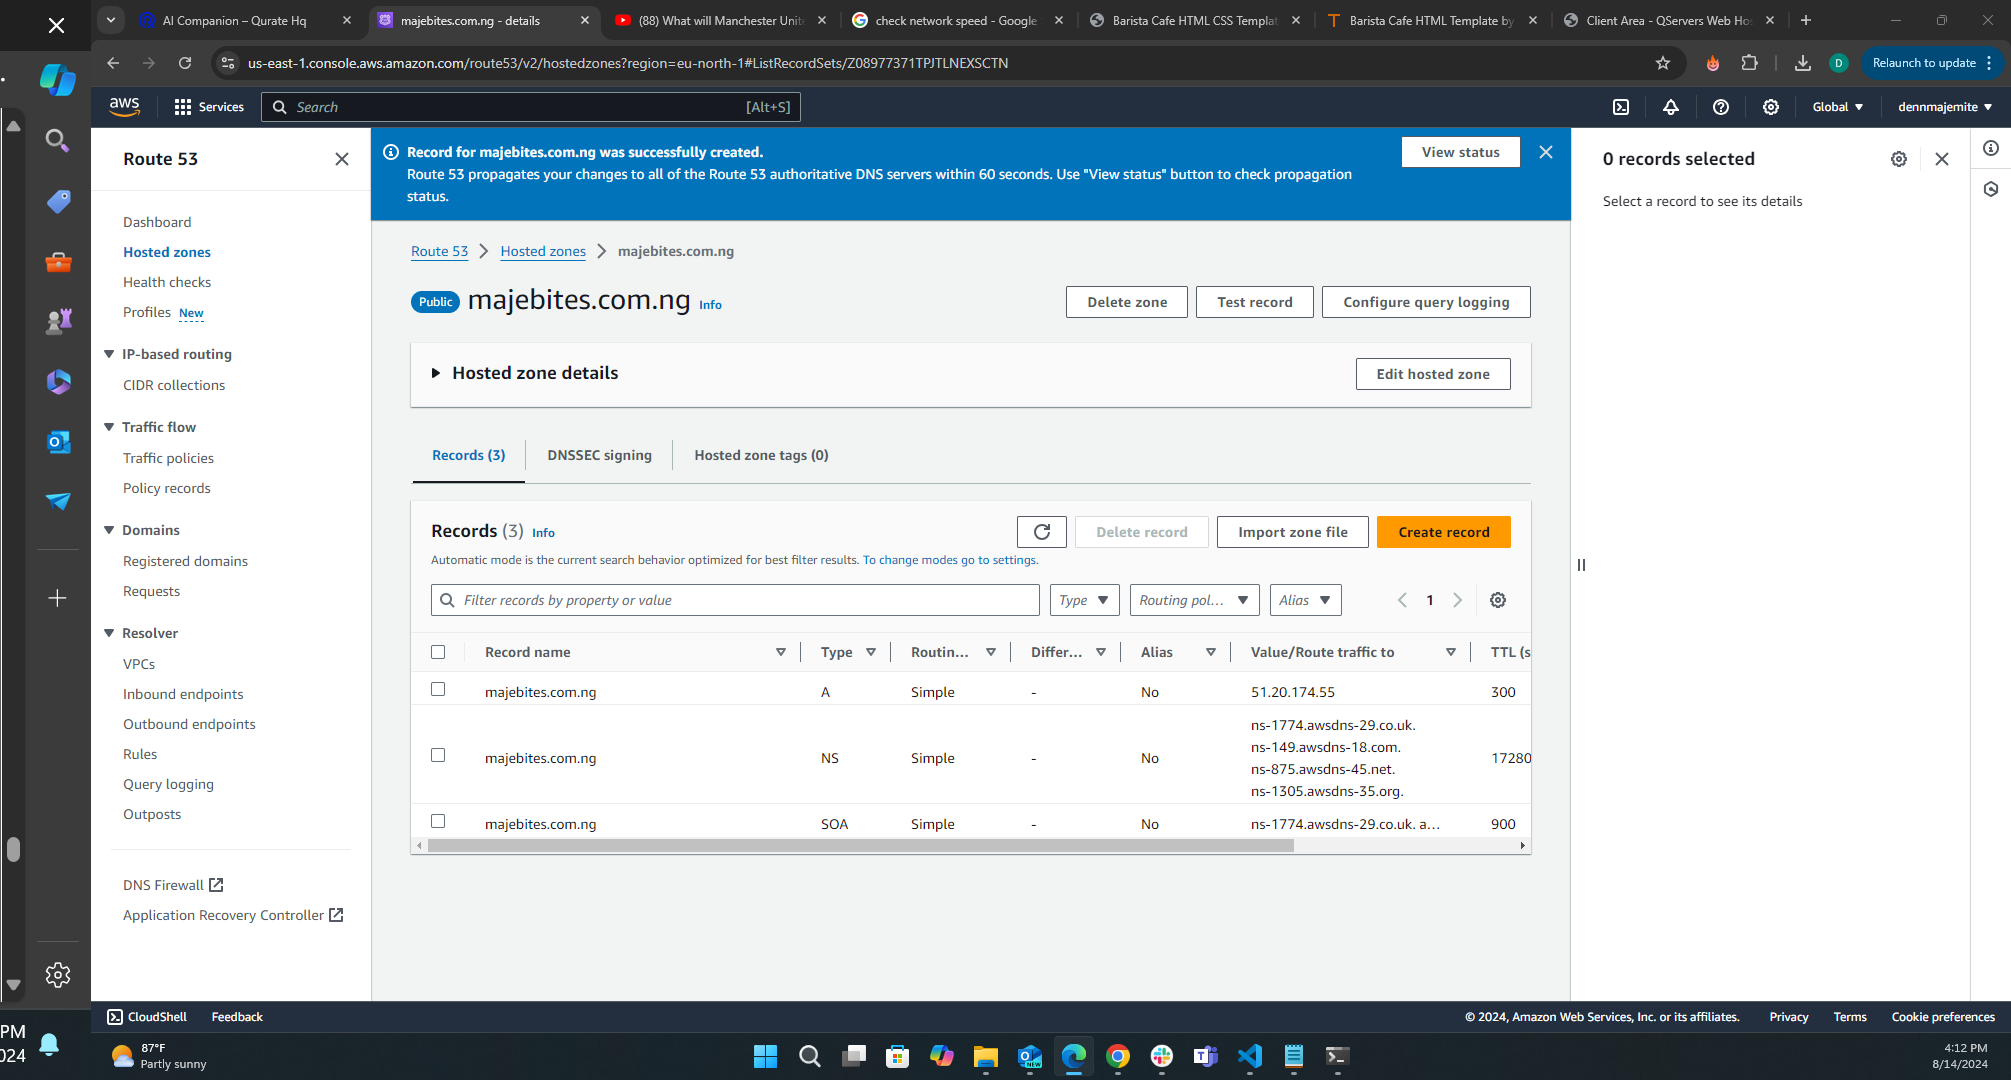 AI Companion – Qurate Hq
majebites.com.ng - details
(88) What will Manchester Unite
check network speed - Google
Barista Cafe HTML CSS Templat
Barista Cafe HTML Template by
Client Area - QServers Web Ho
us-east-1.console.aws.amazon.com/route53/v2/hostedzones?region=eu-north-1#ListRecordSets/Z08977371TPJTLNEXSCTN
D
Relaunch to update
aws
Services
Search
[Alt+S]
Global
dennmajemite
Route 53
Dashboard
Hosted zones
Health checks
Profiles New
IP-based routing
CIDR collections
Traffic flow
Traffic policies
Policy records
Domains
Registered domains
Requests
Resolver
VPCs
Inbound endpoints
Outbound endpoints
Rules
Query logging
Outposts
DNS Firewall
Application Recovery Controller
Record for majebites.com.ng was successfully created.
Route 53 propagates your changes to all of the Route 53 authoritative DNS servers within 60 seconds. Use "View status" button to check propagation
status.
View status
Route 53 > Hosted zones > majebites.com.ng
Public majebites.com.ng Info
Delete zone
Test record
Configure query logging
Hosted zone details
Edit hosted zone
Records (3)
DNSSEC signing
Hosted zone tags (0)
Records (3) Info
Delete record
Import zone file
Create record
Automatic mode is the current search behavior optimized for best filter results. To change modes go to settings.
Filter records by property or value
Type
Routing pol...
Alias
1
Record name Type Routin... Differ... Alias Value/Route traffic to TTL (s
majebites.com.ng A Simple - No 51.20.174.55 300
majebites.com.ng NS Simple - No ns-1774.awsdns-29.co.uk.
ns-149.awsdns-18.com.
ns-875.awsdns-45.net.
ns-1305.awsdns-35.org.
17280
majebites.com.ng SOA Simple - No ns-1774.awsdns-29.co.uk. a... 900
0 records selected
Select a record to see its details
CloudShell
Feedback
© 2024, Amazon Web Services, Inc. or its affiliates.
Privacy
Terms
Cookie preferences
PM
024
87°F
Partly sunny
NEW
4:12 PM
8/14/2024